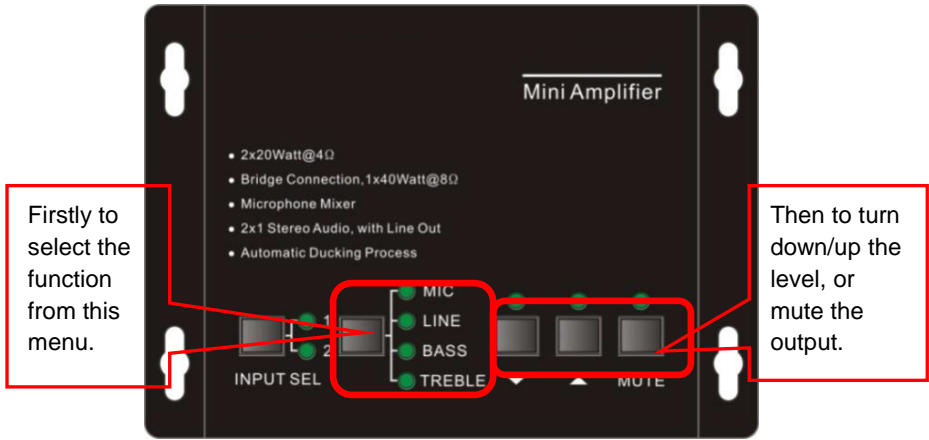 Mini Amplifier
• 2x20Watt@4Ω
• Bridge Connection,1x40Watt@8Ω
• Microphone Mixer
• 2x1 Stereo Audio, with Line Out
• Automatic Ducking Process
Firstly to
select the
function
from this
menu.
Then to turn
down/up the
level, or
mute the
output.
1
2
INPUT SEL
MIC
LINE
BASS
TREBLE
MUTE